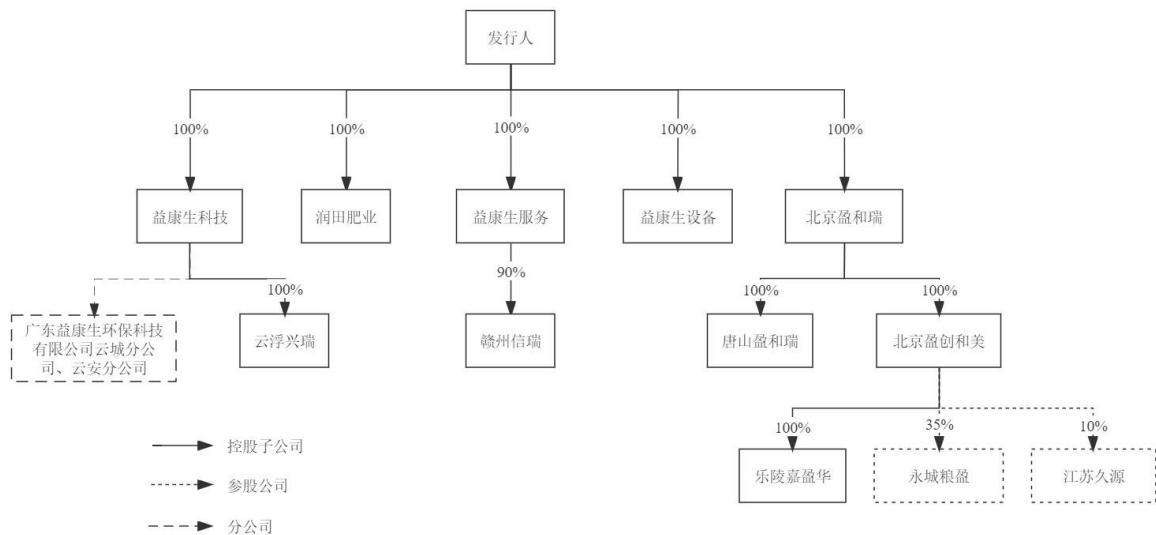 发行人
100%
100%
100%
100%
100%
益康生科技
润田肥业
益康生服务
益康生设备
北京盈和瑞
100%
90%
100%
100%
广东益康生环保科技
有限公司云城分公
司、云安分公司
云浮兴瑞
赣州信瑞
唐山盈和瑞
北京盈创和美
100%
35%
10%
乐陵嘉盈华
永城粮盈
江苏久源
控股子公司
参股公司
分公司